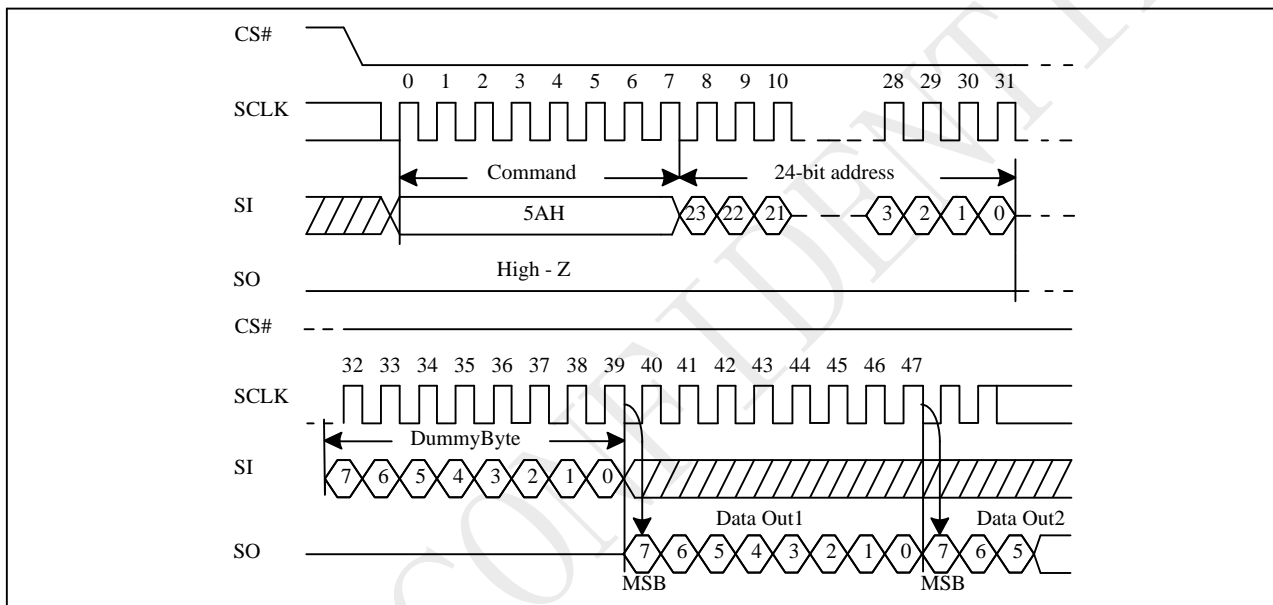 CS#
0 1 2 3 4 5 6 7 8 9 10 28 29 30 31
SCLK
Command 24-bit address
SI 5AH 23 22 21 3 2 1 0
SO High - Z
CS#
32 33 34 35 36 37 38 39 40 41 42 43 44 45 46 47
SCLK
DummyByte
SI 7 6 5 4 3 2 1 0
Data Out1 Data Out2
SO 7 6 5 4 3 2 1 0 7 6 5
MSB MSB
CONFIDENTI